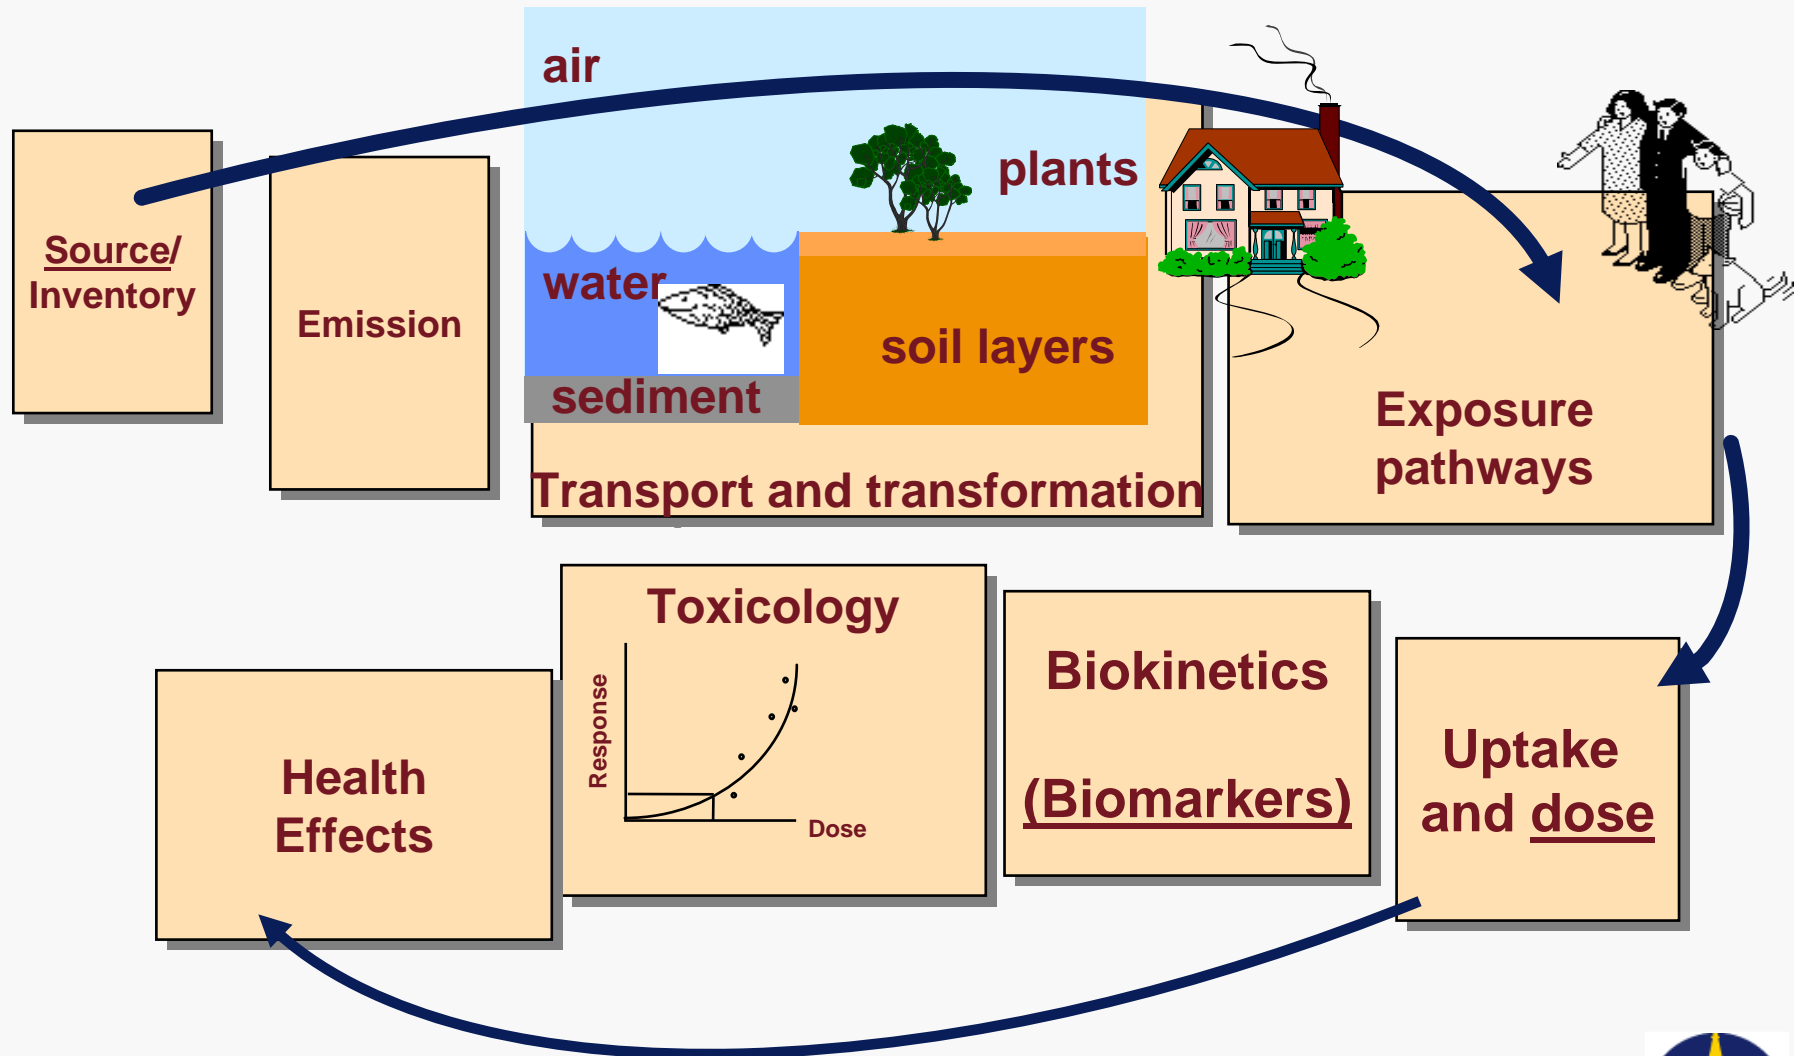 Source/
Inventory
Emission
air
plants
water
soil layers
sediment
Transport and transformation
Exposure
pathways
Health
Effects
Toxicology
Response
Dose
Biokinetics
(Biomarkers)
Uptake
and dose